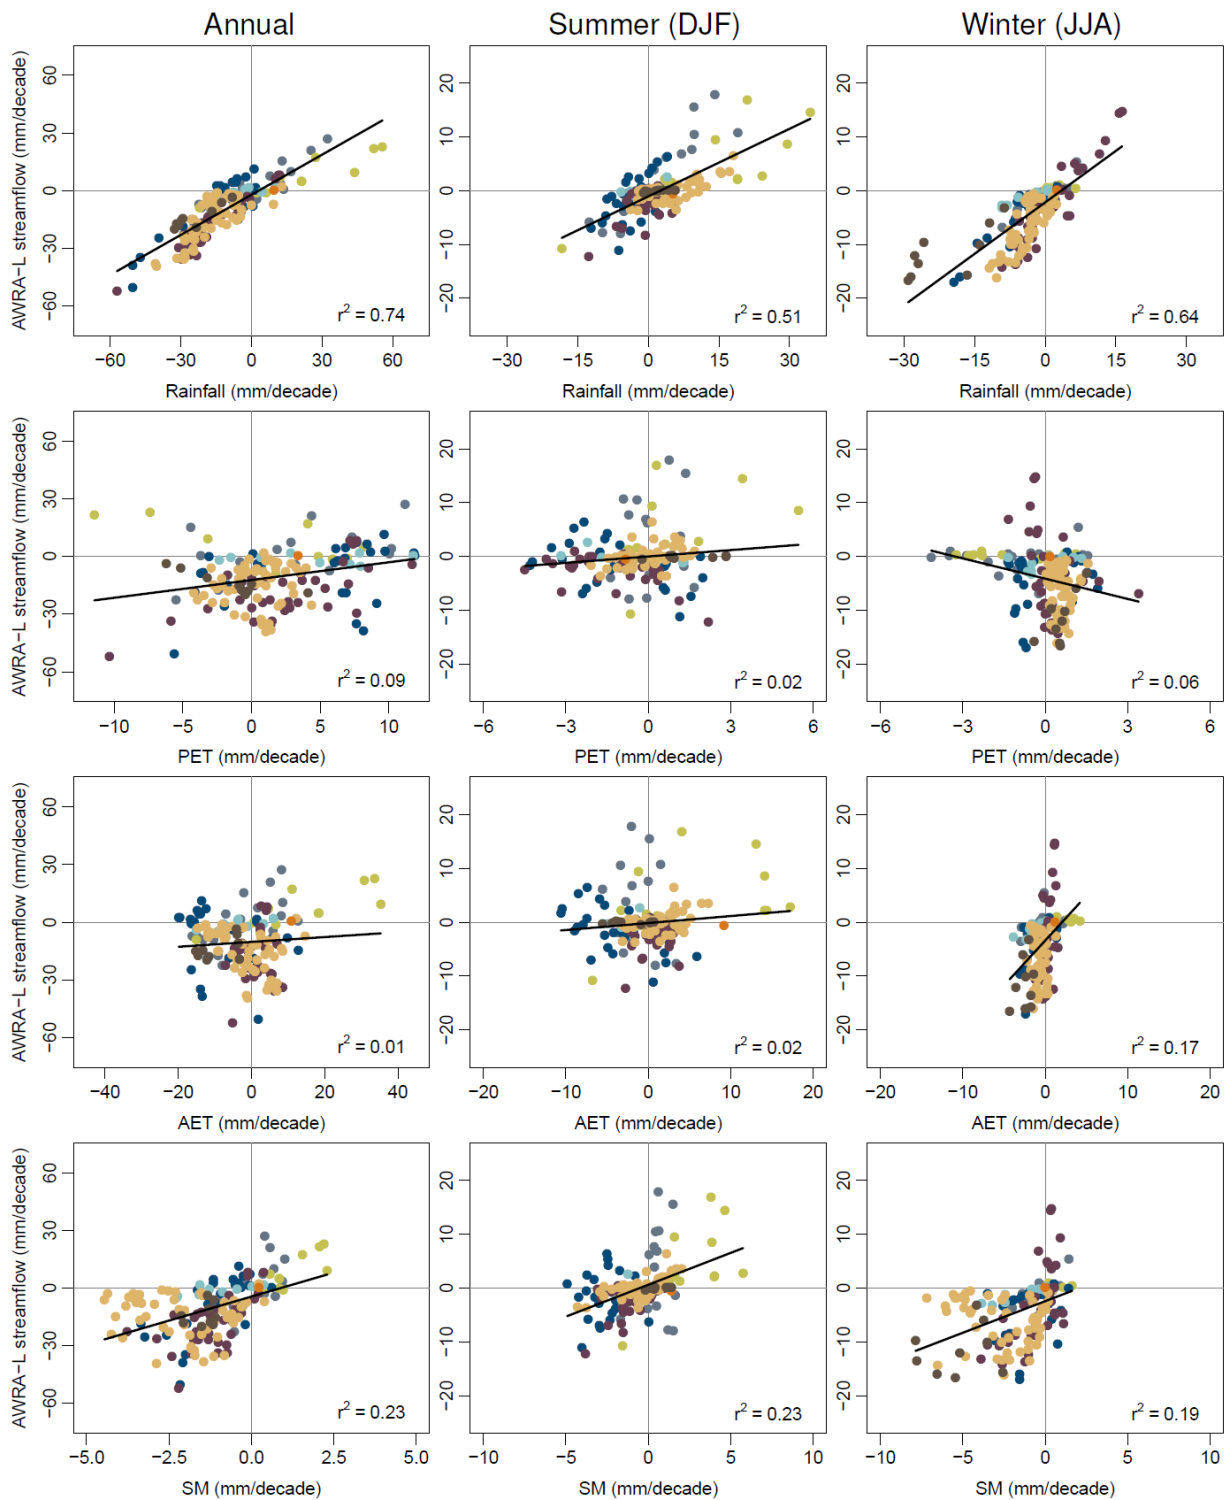 Annual Summer (DJF) Winter (JJA)
AWRA−L streamflow (mm/decade)
60
30
0
−30
−60
r² = 0.74
−60 −30 0 30 60
Rainfall (mm/decade)
20
10
0
−10
−20
r² = 0.51
−30 −15 0 15 30
Rainfall (mm/decade)
20
10
0
−10
−20
r² = 0.64
−30 −15 0 15 30
Rainfall (mm/decade)
AWRA−L streamflow (mm/decade)
60
30
0
−30
−60
r² = 0.09
−10 −5 0 5 10
PET (mm/decade)
20
10
0
−10
−20
r² = 0.02
−6 −3 0 3 6
PET (mm/decade)
20
10
0
−10
−20
r² = 0.06
−6 −3 0 3 6
PET (mm/decade)
AWRA−L streamflow (mm/decade)
60
30
0
−30
−60
r² = 0.01
−40 −20 0 20 40
AET (mm/decade)
20
10
0
−10
−20
r² = 0.02
−20 −10 0 10 20
AET (mm/decade)
20
10
0
−10
−20
r² = 0.17
−20 −10 0 10 20
AET (mm/decade)
AWRA−L streamflow (mm/decade)
60
30
0
−30
−60
r² = 0.23
−5.0 −2.5 0.0 2.5 5.0
SM (mm/decade)
20
10
0
−10
−20
r² = 0.23
−10 −5 0 5 10
SM (mm/decade)
20
10
0
−10
−20
r² = 0.19
−10 −5 0 5 10
SM (mm/decade)